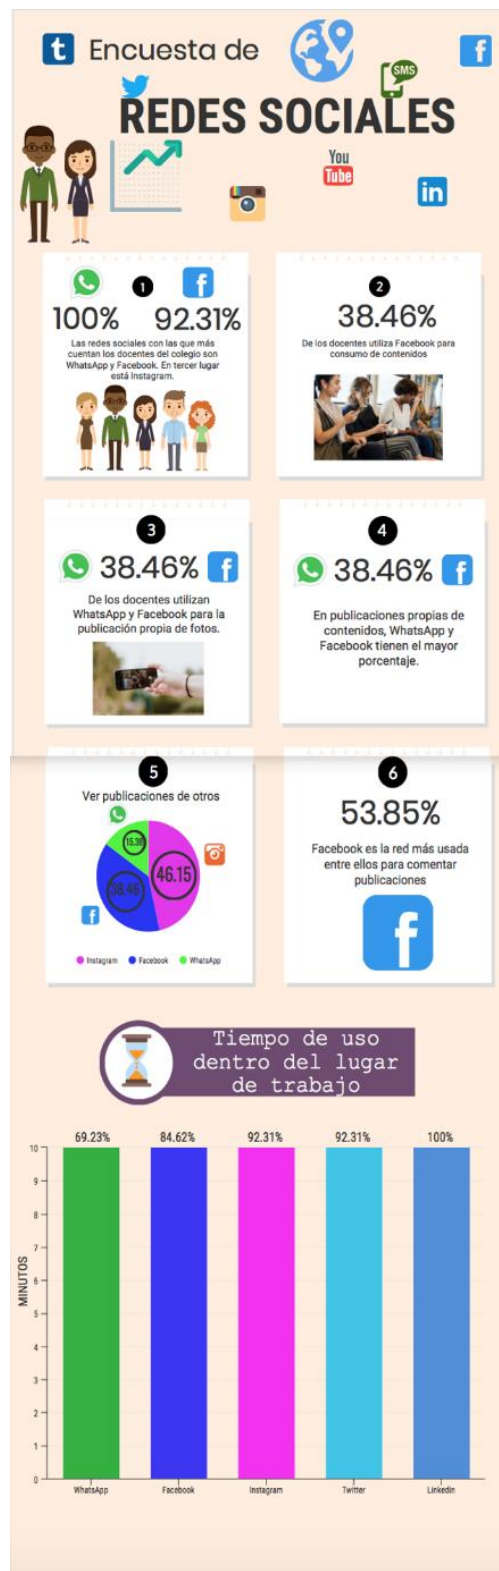 t
Encuesta de
f
SMS
REDES SOCIALES
You
Tube
in
1
f
100%
92.31%
Las redes sociales con las que más
cuentan los docentes del colegio son
WhatsApp y Facebook. En tercer lugar
está Instagram.
2
38.46%
De los docentes utiliza Facebook para
consumo de contenidos
3
38.46%
f
De los docentes utilizan
WhatsApp y Facebook para la
publicación propia de fotos.
4
38.46%
f
En publicaciones propias de
contenidos, WhatsApp y
Facebook tienen el mayor
porcentaje.
5
Ver publicaciones de otros
15.38
46.15
38.46
f
Instagram
Facebook
WhatsApp
6
53.85%
Facebook es la red más usada
entre ellos para comentar
publicaciones
f
Tiempo de uso
dentro del lugar
de trabajo
69.23%
84.62%
92.31%
92.31%
100%
MINUTOS
10
9
8
7
6
5
4
3
2
1
0
WhatsApp
Facebook
Instagram
Twitter
Linkedin